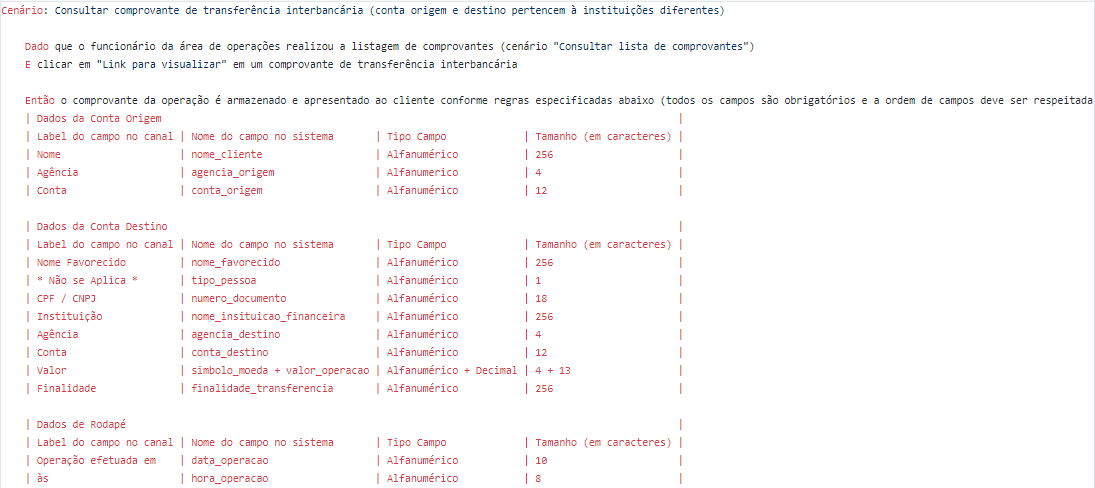 Cenário: Consultar comprovante de transferência interbancária (conta origem e destino pertencem à instituições diferentes)
Dado que o funcionário da área de operações realizou a listagem de comprovantes (cenário "Consultar lista de comprovantes")
E clicar em "Link para visualizar" em um comprovante de transferência interbancária
Então o comprovante da operação é armazenado e apresentado ao cliente conforme regras especificadas abaixo (todos os campos são obrigatórios e a ordem de campos deve ser respeitada
| Dados da Conta Origem |
| Label do campo no canal | Nome do campo no sistema | Tipo Campo | Tamanho (em caracteres) |
| Nome | nome_cliente | Alfanumérico | 256 |
| Agência | agencia_origem | Alfanumerico | 4 |
| Conta | conta_origem | Alfanumérico | 12 |
| Dados da Conta Destino |
| Label do campo no canal | Nome do campo no sistema | Tipo Campo | Tamanho (em caracteres) |
| Nome Favorecido | nome_favorecido | Alfanumérico | 256 |
| * Não se Aplica * | tipo_pessoa | Alfanumérico | 1 |
| CPF / CNPJ | numero_documento | Alfanumérico | 18 |
| Instituição | nome_insituicao_financeira | Alfanumérico | 256 |
| Agência | agencia_destino | Alfanumérico | 4 |
| Conta | conta_destino | Alfanumérico | 12 |
| Valor | simbolo_moeda + valor_operacao | Alfanumérico + Decimal | 4 + 13 |
| Finalidade | finalidade_transferencia | Alfanumérico | 256 |
| Dados de Rodapé |
| Label do campo no canal | Nome do campo no sistema | Tipo Campo | Tamanho (em caracteres) |
| Operação efetuada em | data_operacao | Alfanumérico | 10 |
| às | hora_operacao | Alfanumérico | 8 |